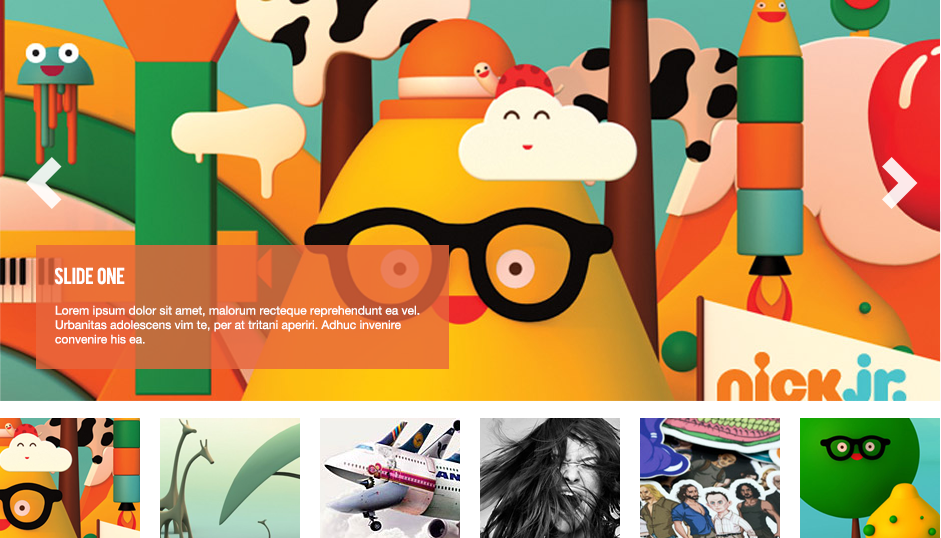 SLIDE ONE
Lorem ipsum dolor sit amet, malorum recteque reprehendunt ea vel.
Urbanitas adolescens vim te, per at tritani aperiri. Adhuc invenire
convenire his ea.
nick jr.
AN